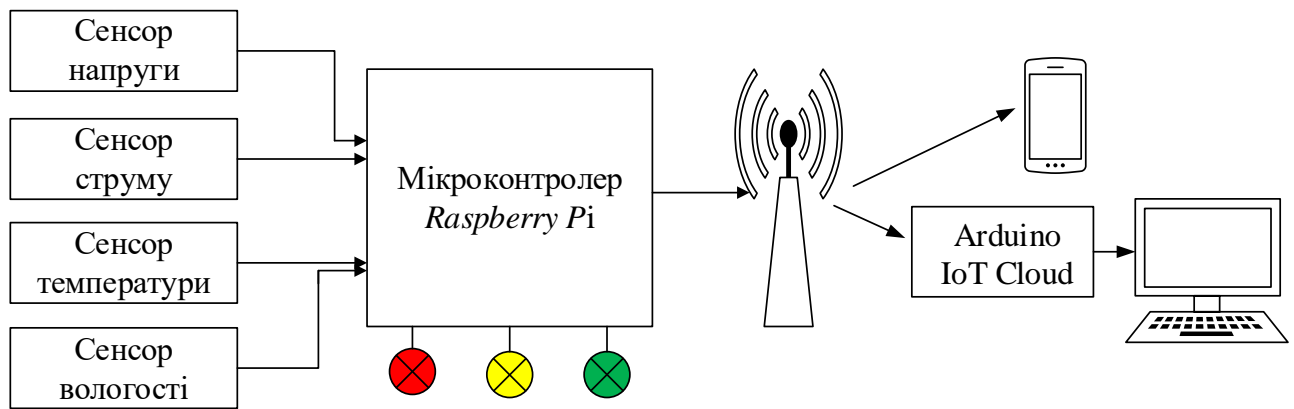 Сенсор
напруги
Сенсор
струму
Сенсор
температури
Сенсор
вологості
Мікроконтролер
Raspberry Pi
Arduino
IoT Cloud